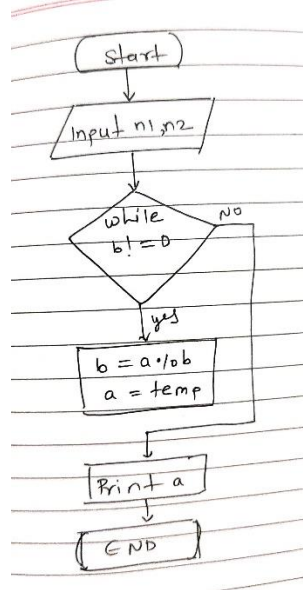 Start
Input n1,n2
while
b! = 0
NO
yes
b = a%b
a = temp
Print a
END